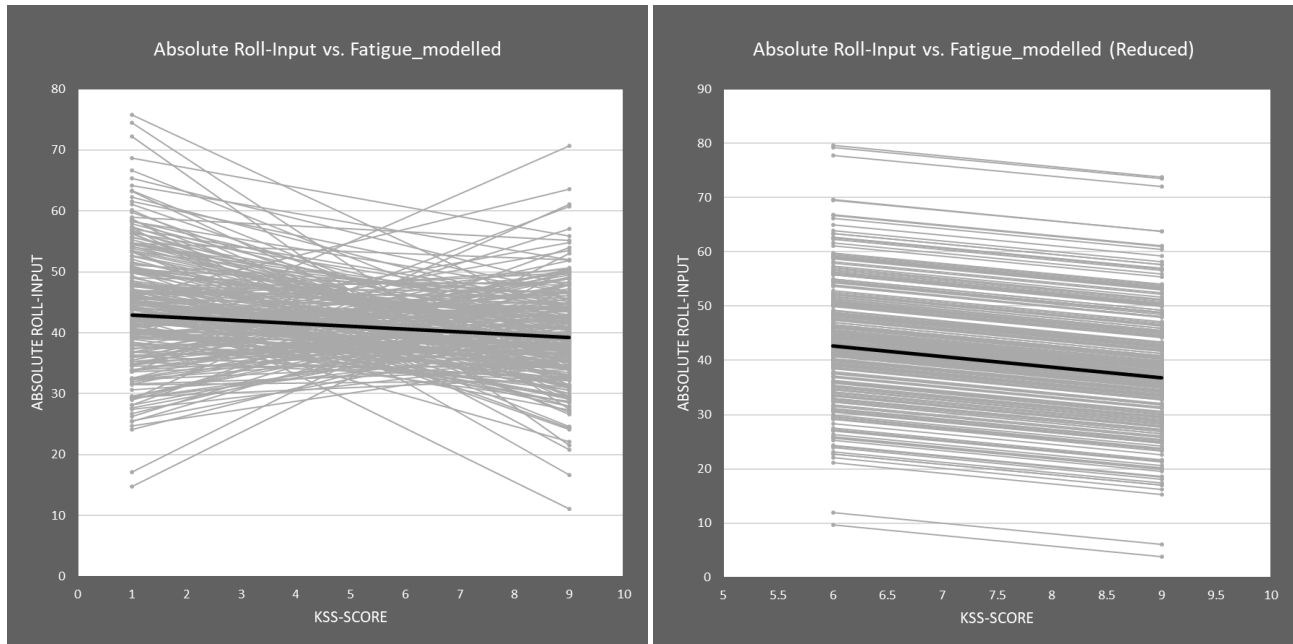 Absolute Roll-Input vs. Fatigue_modelled
80
70
60
50
40
30
20
10
0
ABSOLUTE ROLL-INPUT
0 1 2 3 4 5 6 7 8 9 10
KSS-SCORE
Absolute Roll-Input vs. Fatigue_modelled (Reduced)
90
80
70
60
50
40
30
20
10
0
ABSOLUTE ROLL-INPUT
5 5.5 6 6.5 7 7.5 8 8.5 9 9.5 10
KSS-SCORE